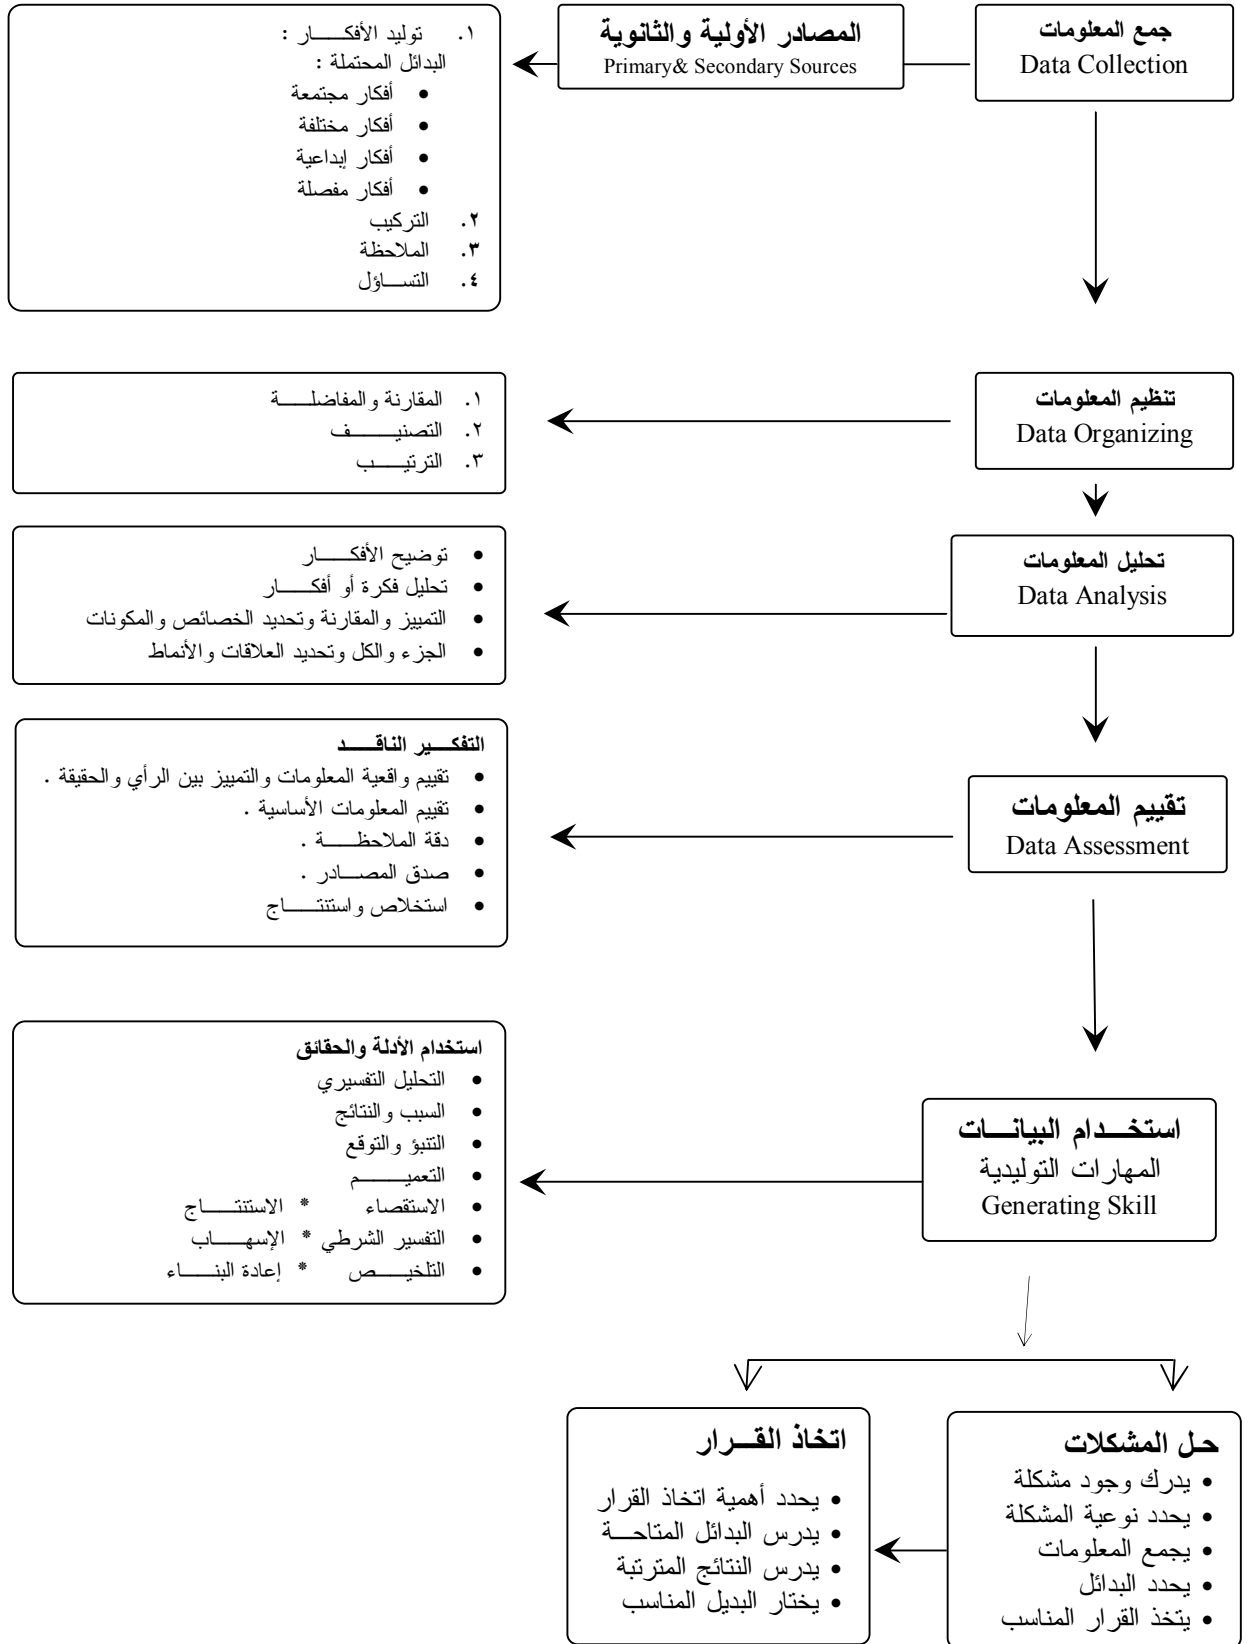 جمع المعلومات
Data Collection
المصادر الأولية والثانوية
Primary& Secondary Sources
١. توليد الأفكـــار :
البدائل المحتملة :
• أفكار مجتمعة
• أفكار مختلفة
• أفكار إبداعية
• أفكار مفصلة
٢. التركيب
٣. الملاحظة
٤. التســاؤل
تنظيم المعلومات
Data Organizing
١. المقارنة والمفاضلــــة
٢. التصنيـــــف
٣. الترتيـــــب
تحليل المعلومات
Data Analysis
• توضيح الأفكـــار
• تحليل فكرة أو أفكـــار
• التمييز والمقارنة وتحديد الخصائص والمكونات
• الجزء والكل وتحديد العلاقات والأنماط
تقييم المعلومات
Data Assessment
التفكـــير الناقـــد
• تقييم واقعية المعلومات والتمييز بين الرأي والحقيقة .
• تقييم المعلومات الأساسية .
• دقة الملاحظـــة .
• صدق المصـــادر .
• استخلاص واستنتـــاج
استخـــدام البيانـــات
المهارات التوليدية
Generating Skill
استخدام الأدلة والحقائق
• التحليل التفسيري
• السبب والنتائج
• التنبؤ والتوقع
• التعميـــــم
• الاستقصاء * الاستنتـــاج
• التفسير الشرطي * الإسهـــاب
• التلخيـــص * إعادة البنـــاء
حـل المشكلات
• يدرك وجود مشكلة
• يحدد نوعية المشكلة
• يجمع المعلومات
• يحدد البدائل
• يتخذ القرار المناسب
اتخاذ القـــرار
• يحدد أهمية اتخاذ القرار
• يدرس البدائل المتاحـــة
• يدرس النتائج المترتبة
• يختار البديل المناسب